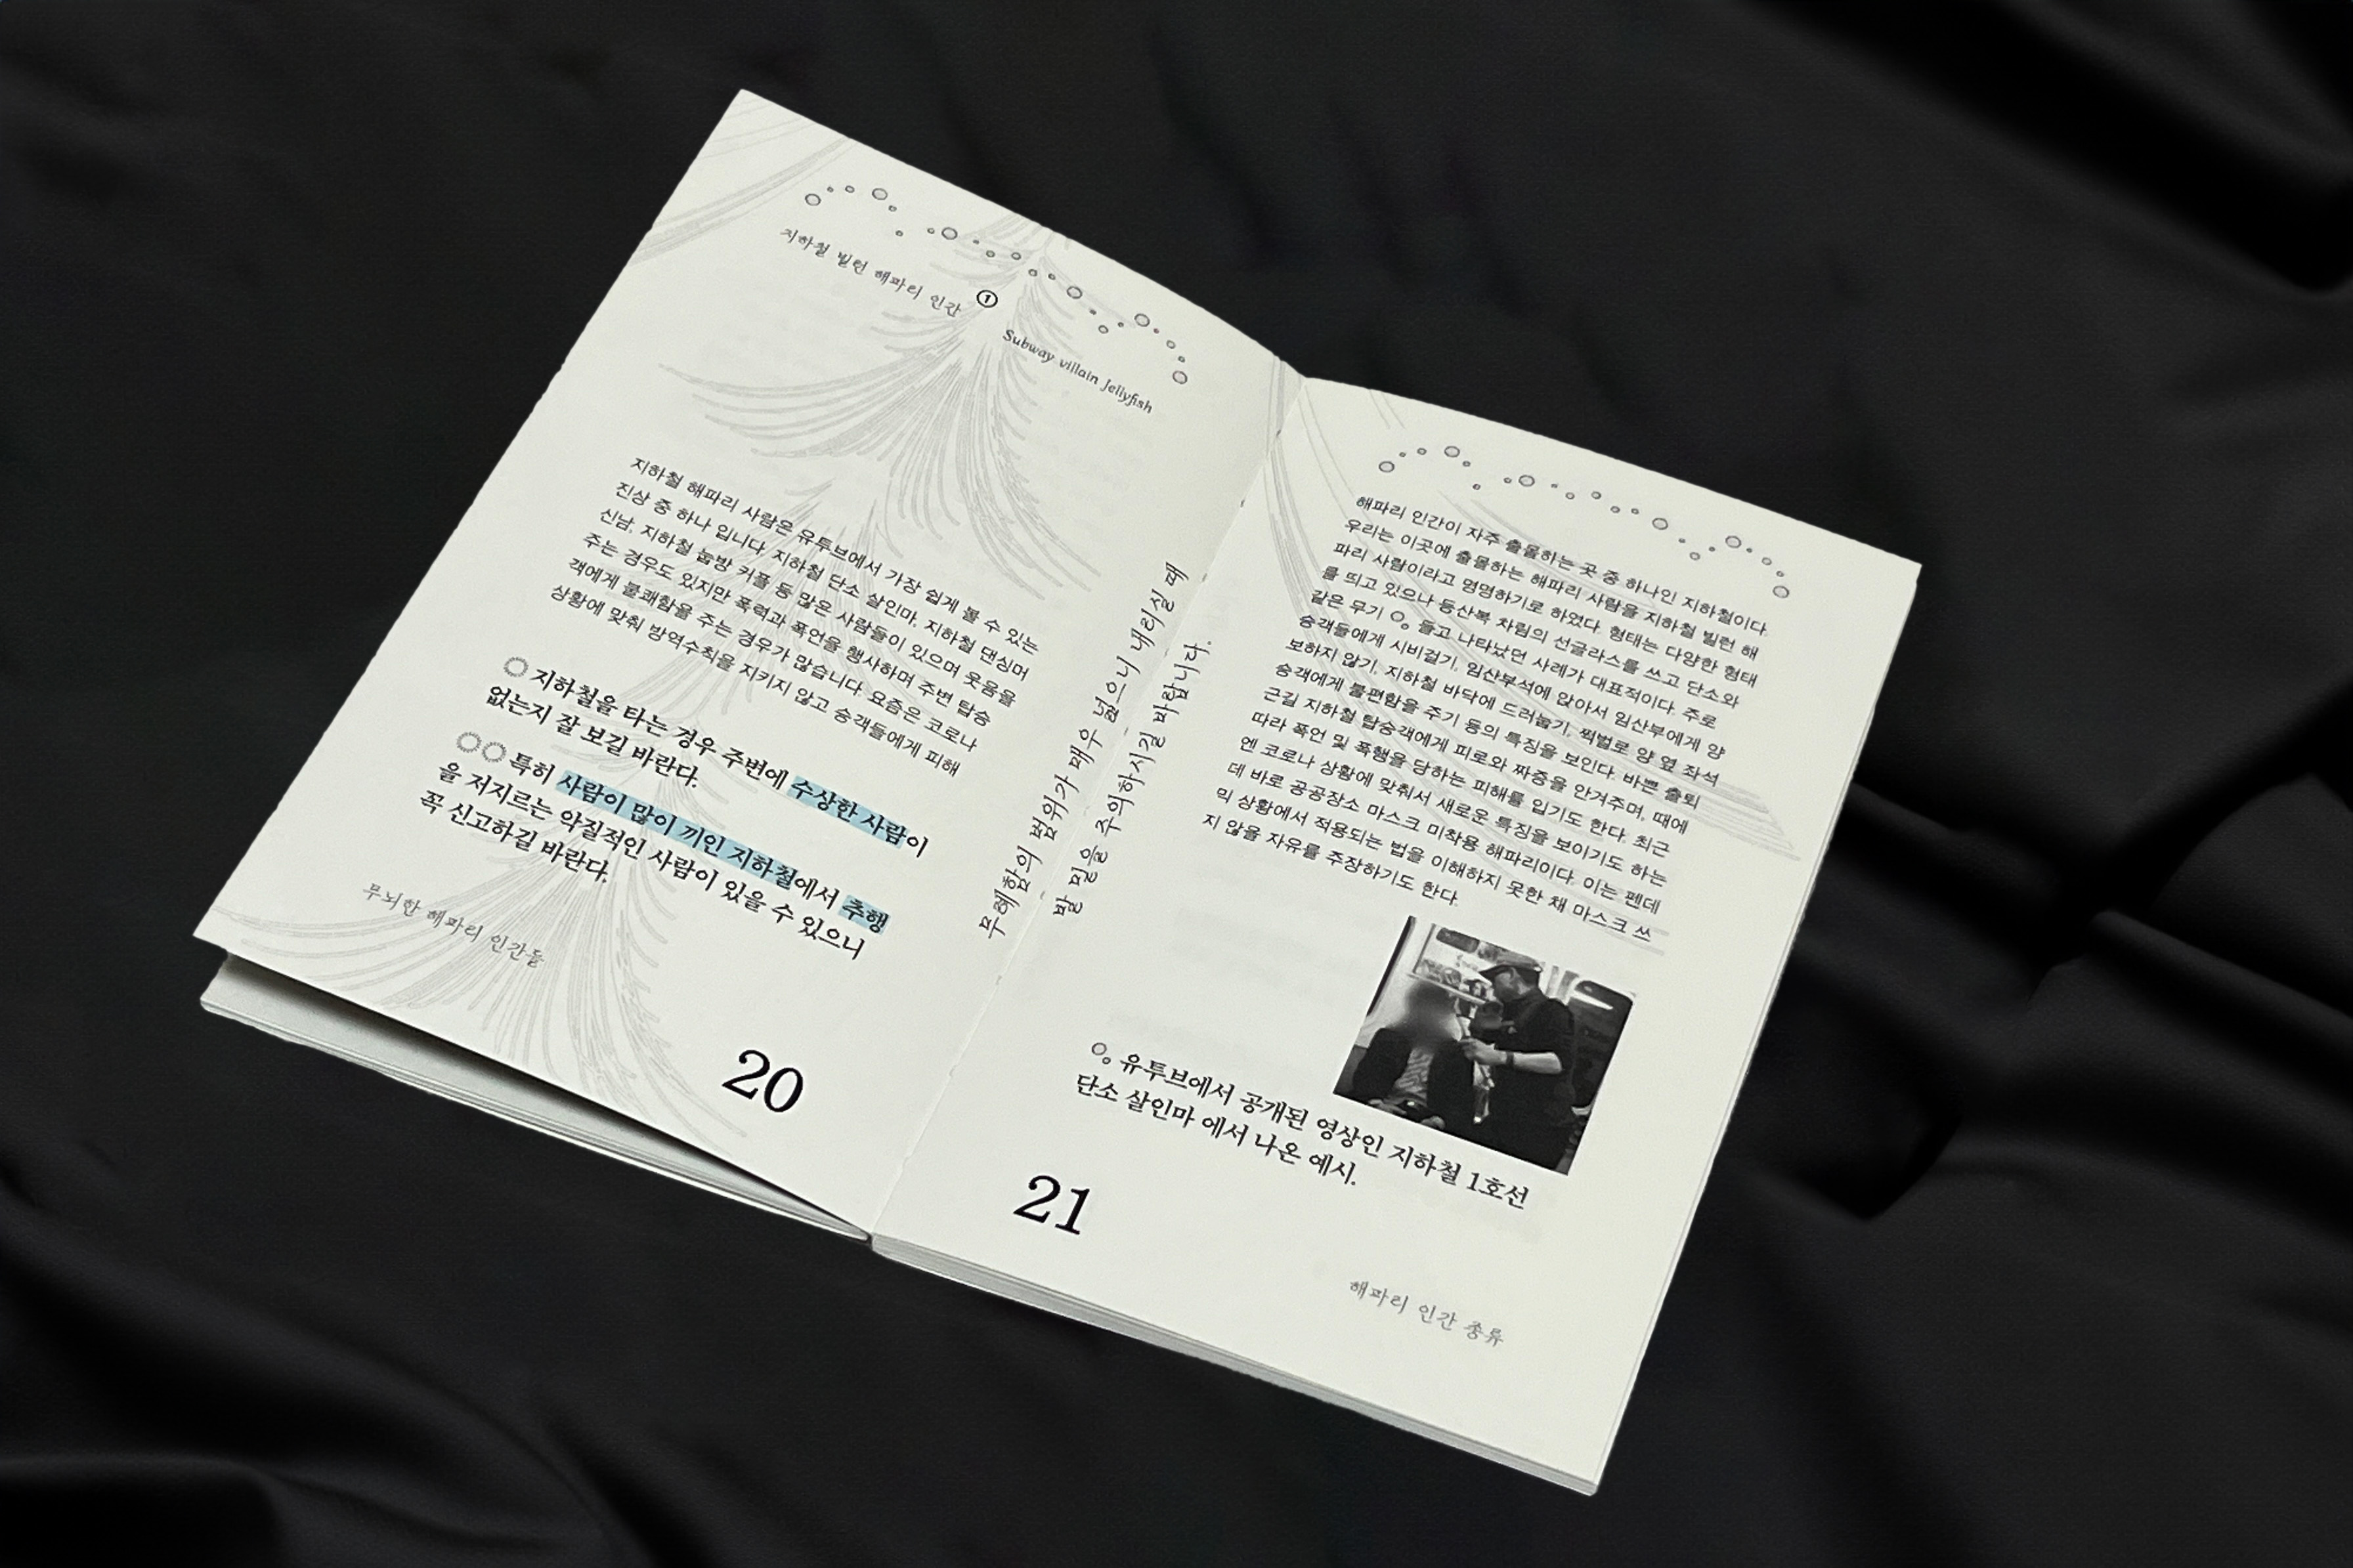 지하철 빌런 해파리 인간
①
Subway villain Jellyfish
지하철 해파리 사람은 유투브에서 가장 쉽게 볼 수 있는
진상 중 하나 입니다. 지하철 단소 살인마, 지하철 댄싱머
신남, 지하철 눕방 커플 등 많은 사람들이 있으며 웃음을
주는 경우도 있지만 폭력과 폭언을 행사하며 주변 탑승
객에게 불쾌함을 주는 경우가 많습니다. 요즘은 코로나
상황에 맞춰 방역수칙을 지키지 않고 승객들에게 피해
지하철을 타는 경우 주변에 수상한 사람이
없는지 잘 보길 바란다.
특히 사람이 많이 끼인 지하철에서 추행
을 저지르는 악질적인 사람이 있을 수 있으니
꼭 신고하길 바란다.
무뇌한 해파리 인간들
20
무례함의 범위가 매우 넓으니 내리실 때
발 밑을 주의하시길 바랍니다.
해파리 인간이 자주 출몰하는 곳 중 하나인 지하철이다.
우리는 이곳에 출몰하는 해파리 사람을 지하철 빌런 해
파리 사람이라고 명명하기로 하였다. 형태는 다양한 형태
를 띄고 있으나 등산복 차림의 선글라스를 쓰고 단소와
같은 무기 들고 나타났던 사례가 대표적이다. 주로
승객들에게 시비걸기, 임산부석에 앉아서 임산부에게 양
보하지 않기, 지하철 바닥에 드러눕기, 쩍벌로 양 옆 좌석
승객에게 불편함을 주기 등의 특징을 보인다. 바쁜 출퇴
근길 지하철 탑승객에게 피로와 짜증을 안겨주며, 때에
따라 폭언 및 폭행을 당하는 피해를 입기도 한다. 최근
엔 코로나 상황에 맞춰서 새로운 특징을 보이기도 하는
데 바로 공공장소 마스크 미착용 해파리이다. 이는 펜데
믹 상황에서 적용되는 법을 이해하지 못한 채 마스크 쓰
지 않을 자유를 주장하기도 한다.
유투브에서 공개된 영상인 지하철 1호선
단소 살인마 에서 나온 예시.
21
해파리 인간 종류